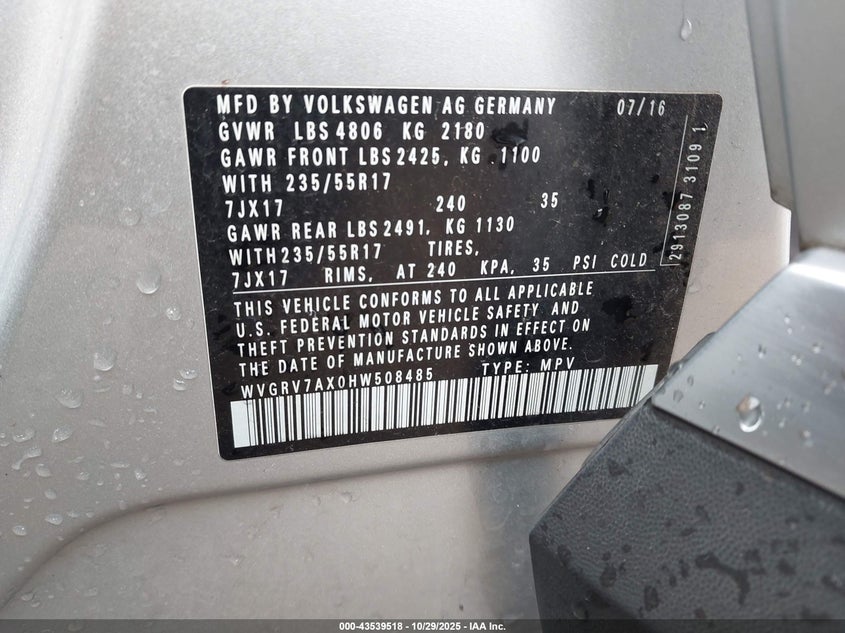 MFD BY VOLKSWAGEN AG GERMANY 07/16
GVWR LBS 4806 KG 2180
GAWR FRONT LBS 2425, KG 1100
WITH 235/55R17
7JX17 240 35
GAWR REAR LBS 2491, KG 1130
WITH 235/55R17 TIRES,
7JX17 RIMS, AT 240 KPA, 35 PSI COLD
THIS VEHICLE CONFORMS TO ALL APPLICABLE
U.S. FEDERAL MOTOR VEHICLE SAFETY AND
THEFT PREVENTION STANDARDS IN EFFECT ON
THE DATE OF MANUFACTURE SHOWN ABOVE.
WVGRV7AX0HW508485 TYPE: MPV
2913087 31091
000-43539518 | 10/29/2025 | IAA Inc.